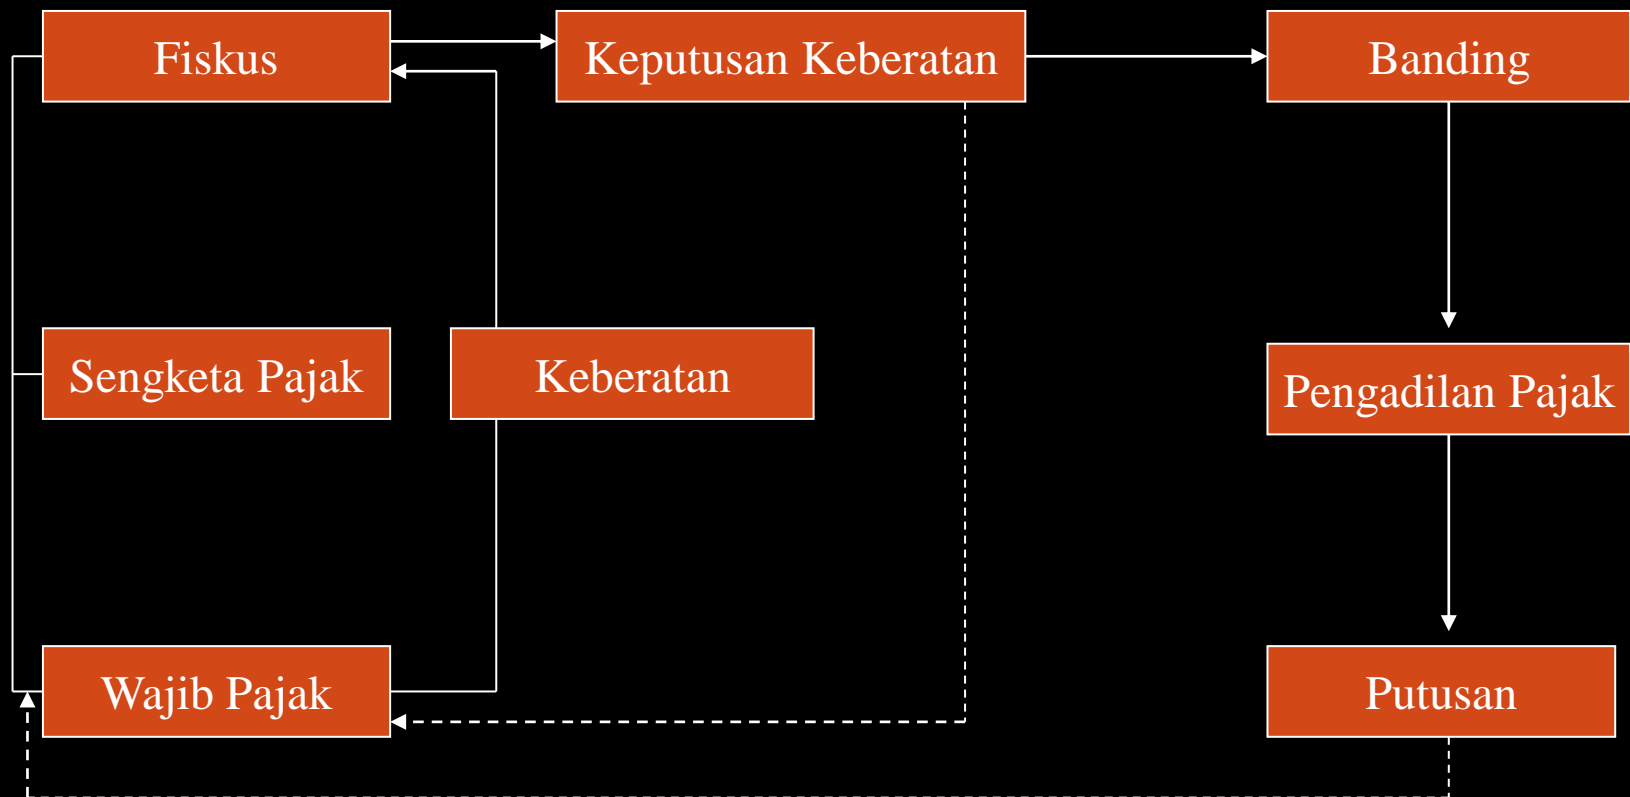 Fiskus
Keputusan Keberatan
Banding
Sengketa Pajak
Keberatan
Pengadilan Pajak
Wajib Pajak
Putusan